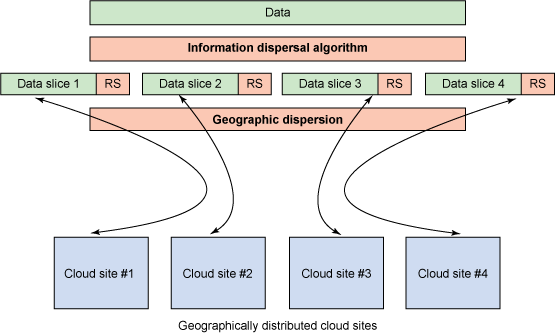 Data
Information dispersal algorithm
Data slice 1 RS Data slice 2 RS Data slice 3 RS Data slice 4 RS
Geographic dispersion
Cloud site #1 Cloud site #2 Cloud site #3 Cloud site #4
Geographically distributed cloud sites